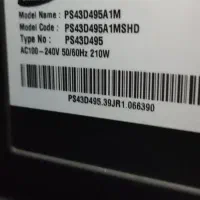 Model Name : PS43D495A1M
Model Code : PS43D495A1MSHD
Type No : PS43D495
AC100~240V 50/60Hz 210W
PS43D495.39JR1.066390